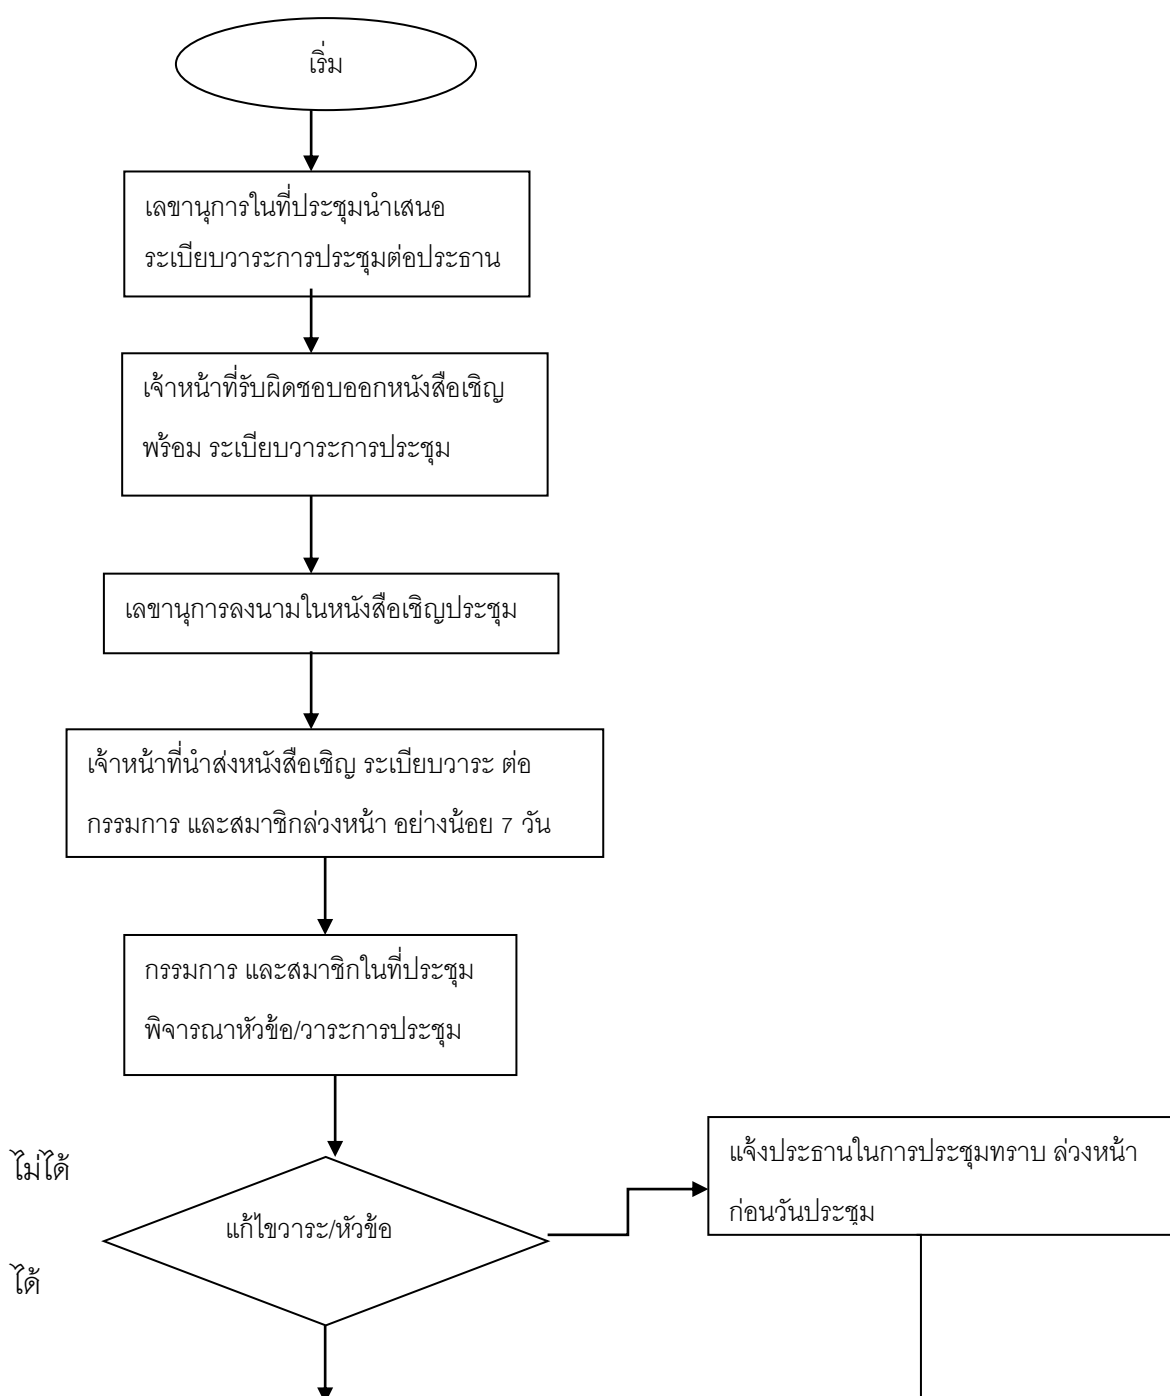 เริ่ม
เลขานุการในที่ประชุมนำเสนอ
ระเบียบวาระการประชุมต่อประธาน
เจ้าหน้าที่รับผิดชอบออกหนังสือเชิญ
พร้อม ระเบียบวาระการประชุม
เลขานุการลงนามในหนังสือเชิญประชุม
เจ้าหน้าที่นำส่งหนังสือเชิญ ระเบียบวาระ ต่อ
กรรมการ และสมาชิกล่วงหน้า อย่างน้อย 7 วัน
กรรมการ และสมาชิกในที่ประชุม
พิจารณาหัวข้อ/วาระการประชุม
แจ้งประธานในการประชุมทราบ ล่วงหน้า
ก่อนวันประชุม
ไม่ได้
แก้ไขวาระ/หัวข้อ
ได้